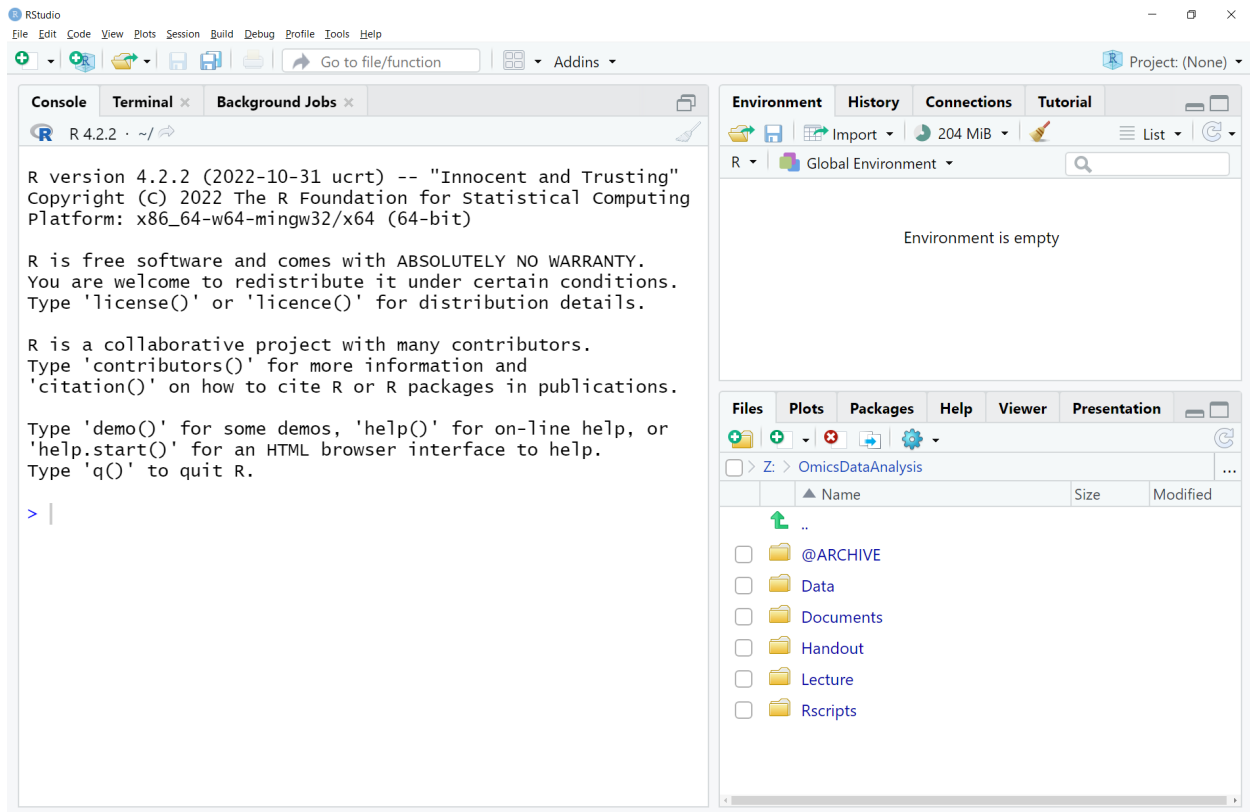 RStudio
File Edit Code View Plots Session Build Debug Profile Tools Help
Go to file/function
Addins
Project: (None)
Console Terminal Background Jobs
R 4.2.2 · ~/
R version 4.2.2 (2022-10-31 ucrt) -- "Innocent and Trusting"
Copyright (C) 2022 The R Foundation for Statistical Computing
Platform: x86_64-w64-mingw32/x64 (64-bit)
R is free software and comes with ABSOLUTELY NO WARRANTY.
You are welcome to redistribute it under certain conditions.
Type 'license()' or 'licence()' for distribution details.
R is a collaborative project with many contributors.
Type 'contributors()' for more information and
'citation()' on how to cite R or R packages in publications.
Type 'demo()' for some demos, 'help()' for on-line help, or
'help.start()' for an HTML browser interface to help.
Type 'q()' to quit R.
>
Environment History Connections Tutorial
Import 204 MiB List
R Global Environment
Environment is empty
Files Plots Packages Help Viewer Presentation
Z: OmicsDataAnalysis ...
Name Size Modified
..
@ARCHIVE
Data
Documents
Handout
Lecture
Rscripts